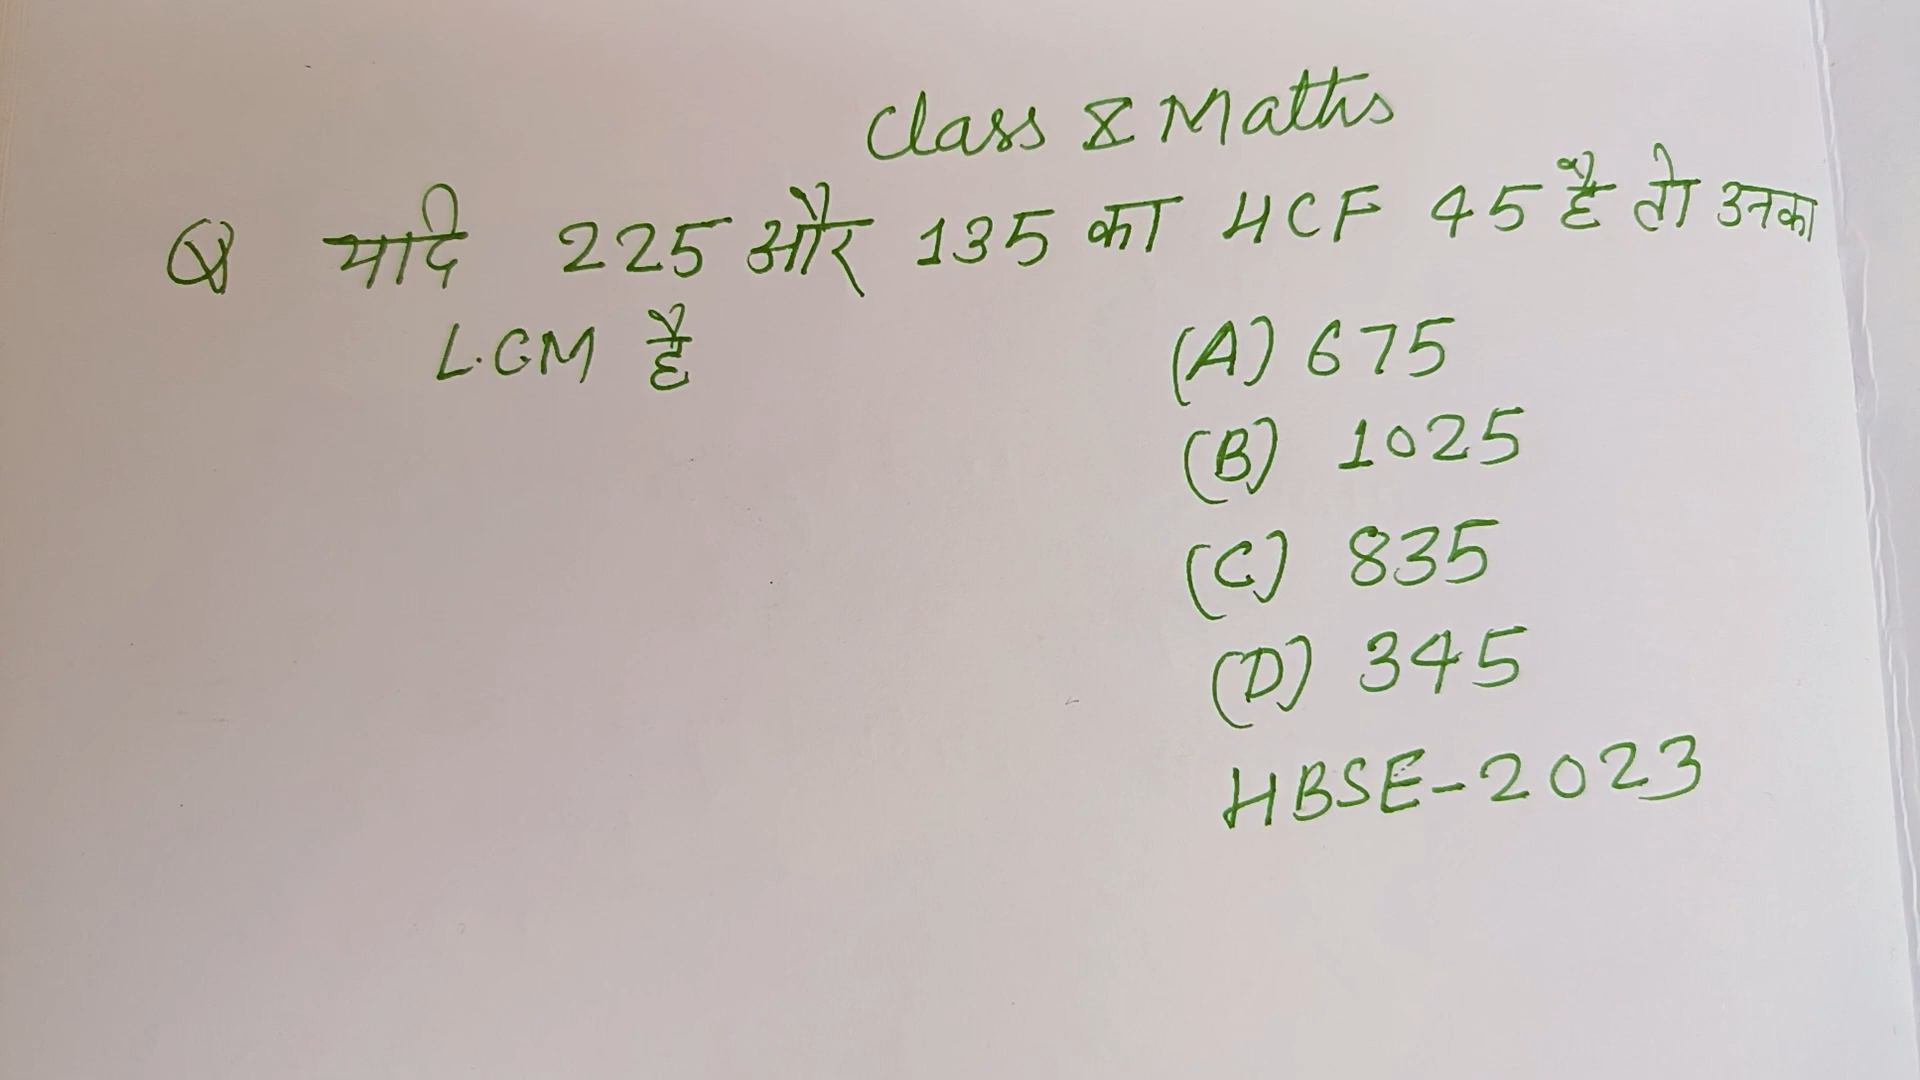 Class X Maths
Q यदि 225 और 135 का HCF 45 है तो उनका
L.CM है
(A) 675
(B) 1025
(C) 835
(D) 345
HBSE-2023